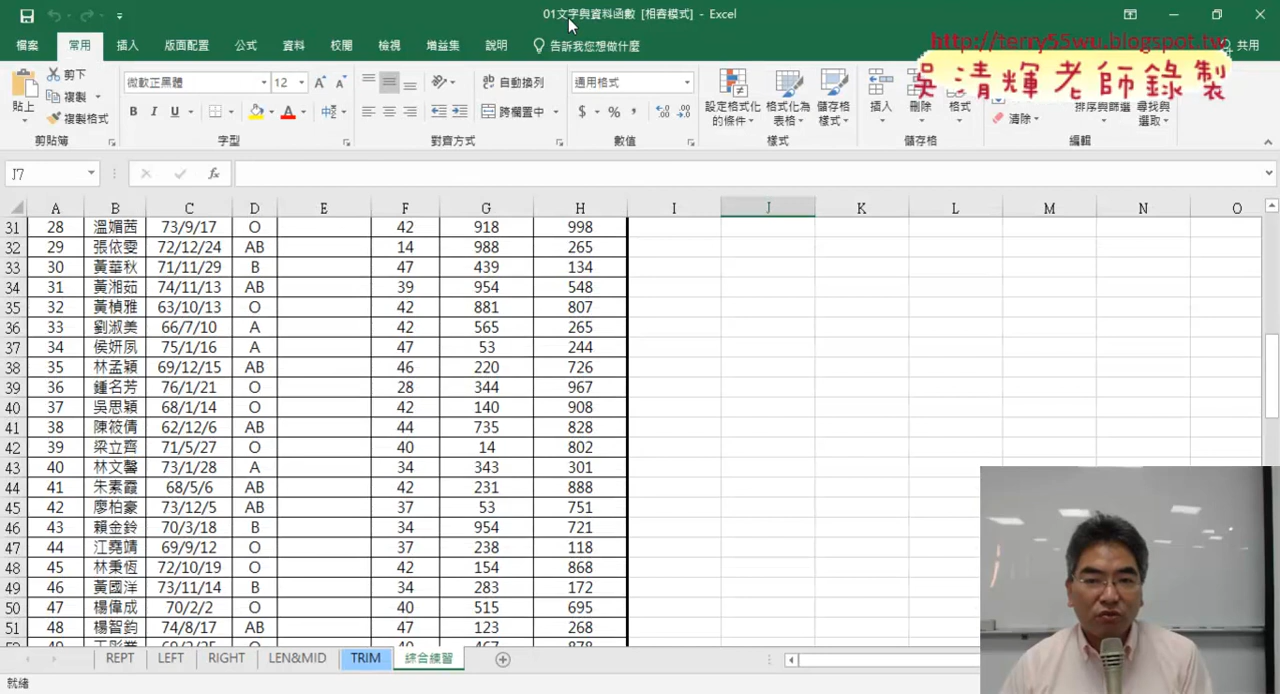 01文字與資料函數 [相容模式] - Excel
檔案 常用 插入 版面配置 公式 資料 校閱 檢視 增益集 說明 告訴我您想做什麼 共用
http://terry55wu.blogspot.tw
吳清輝老師錄製
貼上 剪下 複製 複製格式 剪貼簿
微軟正黑體 12 B I U A 字型
自動換列 跨欄置中 對齊方式
通用格式 $ % , 數值
設定格式化的條件 格式化為表格 儲存格樣式 樣式
插入 刪除 格式 儲存格
清除 排序與篩選 尋找與選取 編輯
J7 fx
A B C D E F G H I J K L M N O
31 28 溫媚茜 73/9/17 O 42 918 998
32 29 張依雯 72/12/24 AB 14 988 265
33 30 黃華秋 71/11/29 B 47 439 134
34 31 黃湘茹 74/11/13 AB 39 954 548
35 32 黃楨雅 63/10/13 O 42 881 807
36 33 劉淑美 66/7/10 A 42 565 265
37 34 侯妍夙 75/1/16 A 47 53 244
38 35 林孟穎 69/12/15 AB 46 220 726
39 36 鍾名芳 76/1/21 O 28 344 967
40 37 吳思穎 68/1/14 O 42 140 908
41 38 陳筱倩 62/12/6 AB 44 735 828
42 39 梁立齊 71/5/27 O 40 14 802
43 40 林文馨 73/1/28 A 34 343 301
44 41 朱素霞 68/5/6 AB 42 231 888
45 42 廖柏豪 73/12/5 AB 37 53 751
46 43 賴金鈴 70/3/18 B 34 954 721
47 44 江堯靖 69/9/12 O 37 238 118
48 45 林秉恆 72/10/19 O 42 154 868
49 46 黃國洋 73/11/14 B 34 283 172
50 47 楊偉成 70/2/2 O 40 515 695
51 48 楊智鈞 74/8/17 AB 47 123 268
REPT LEFT RIGHT LEN&MID TRIM 綜合練習
就緒